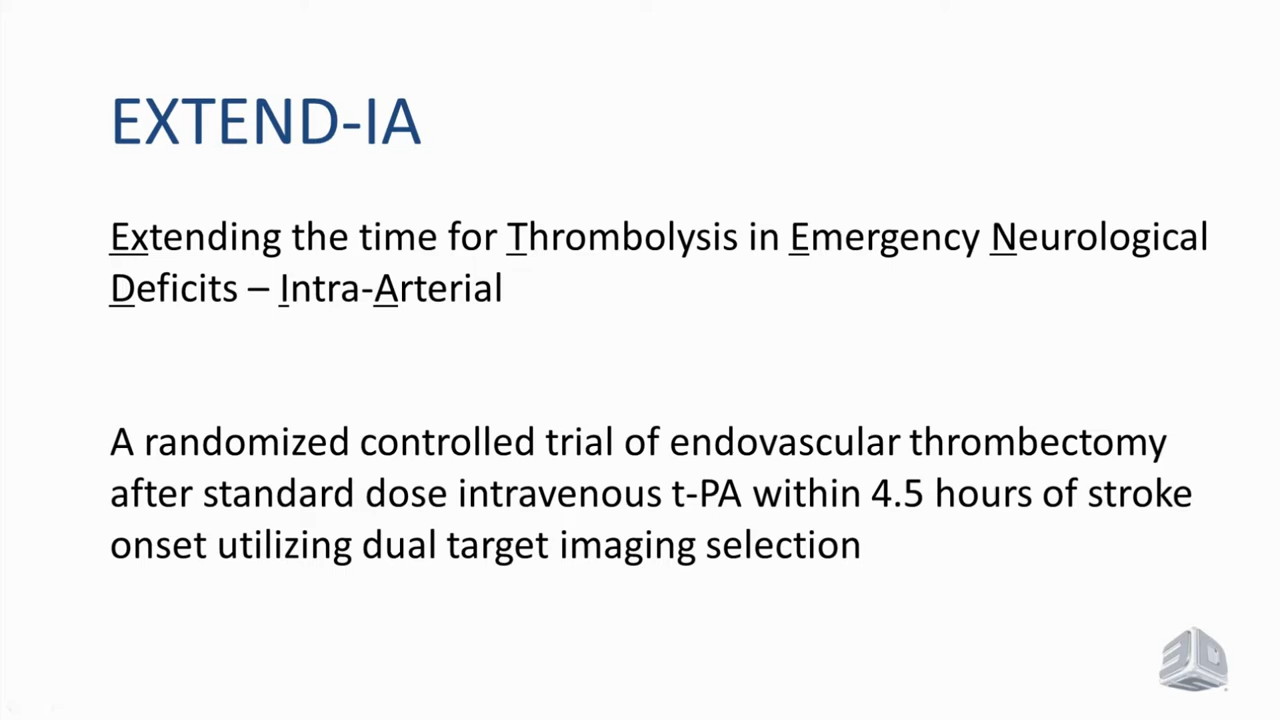 EXTEND-IA
Extending the time for Thrombolysis in Emergency Neurological
Deficits – Intra-Arterial
A randomized controlled trial of endovascular thrombectomy
after standard dose intravenous t-PA within 4.5 hours of stroke
onset utilizing dual target imaging selection
3DS